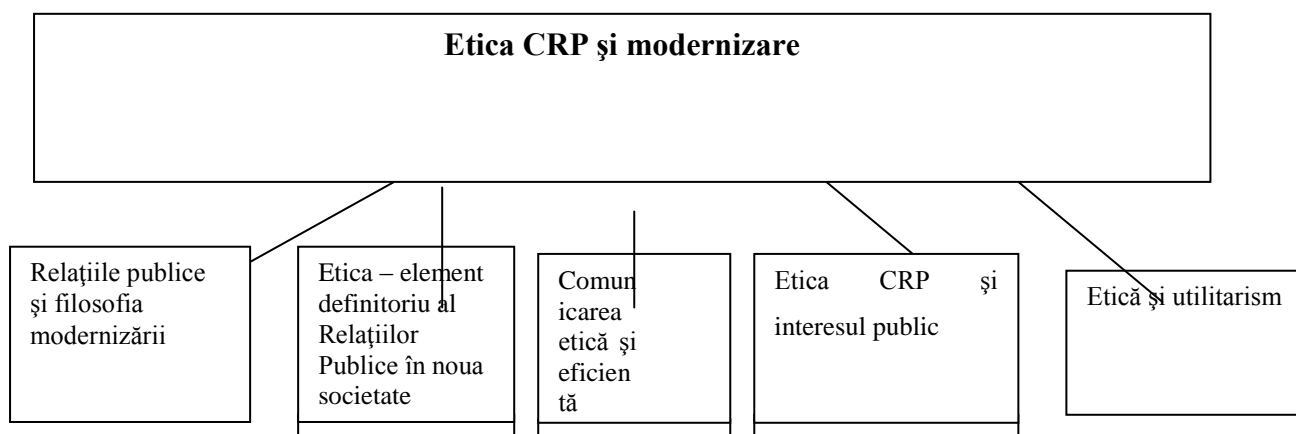 Etica CRP şi modernizare
Relaţiile publice
şi filosofia
modernizării
Etica – element
definitoriu al
Relaţiilor
Publice în noua
societate
Comun
icarea
etică şi
eficien
tă
Etica CRP şi
interesul public
Etică şi utilitarism